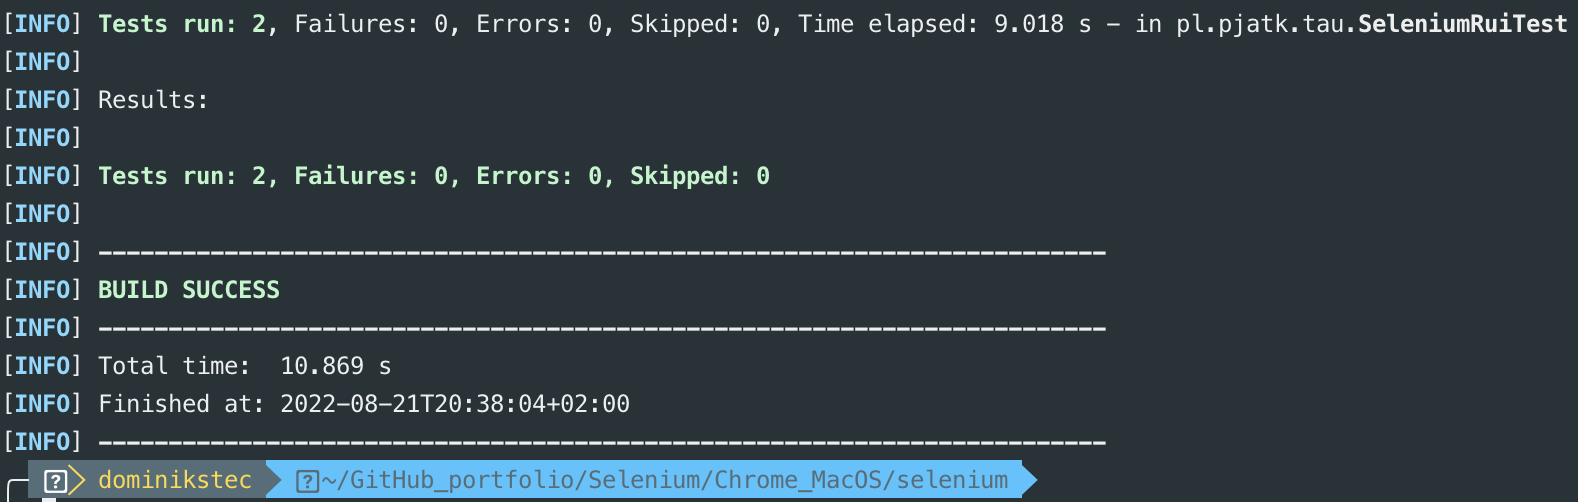 [INFO] Tests run: 2, Failures: 0, Errors: 0, Skipped: 0, Time elapsed: 9.018 s - in pl.pjatk.tau.SeleniumRuiTest
[INFO]
[INFO] Results:
[INFO]
[INFO] Tests run: 2, Failures: 0, Errors: 0, Skipped: 0
[INFO]
[INFO] ------------------------------------------------------------------------
[INFO] BUILD SUCCESS
[INFO] ------------------------------------------------------------------------
[INFO] Total time:  10.869 s
[INFO] Finished at: 2022-08-21T20:38:04+02:00
[INFO] ------------------------------------------------------------------------
? dominikstec ?~/GitHub_portfolio/Selenium/Chrome_MacOS/selenium